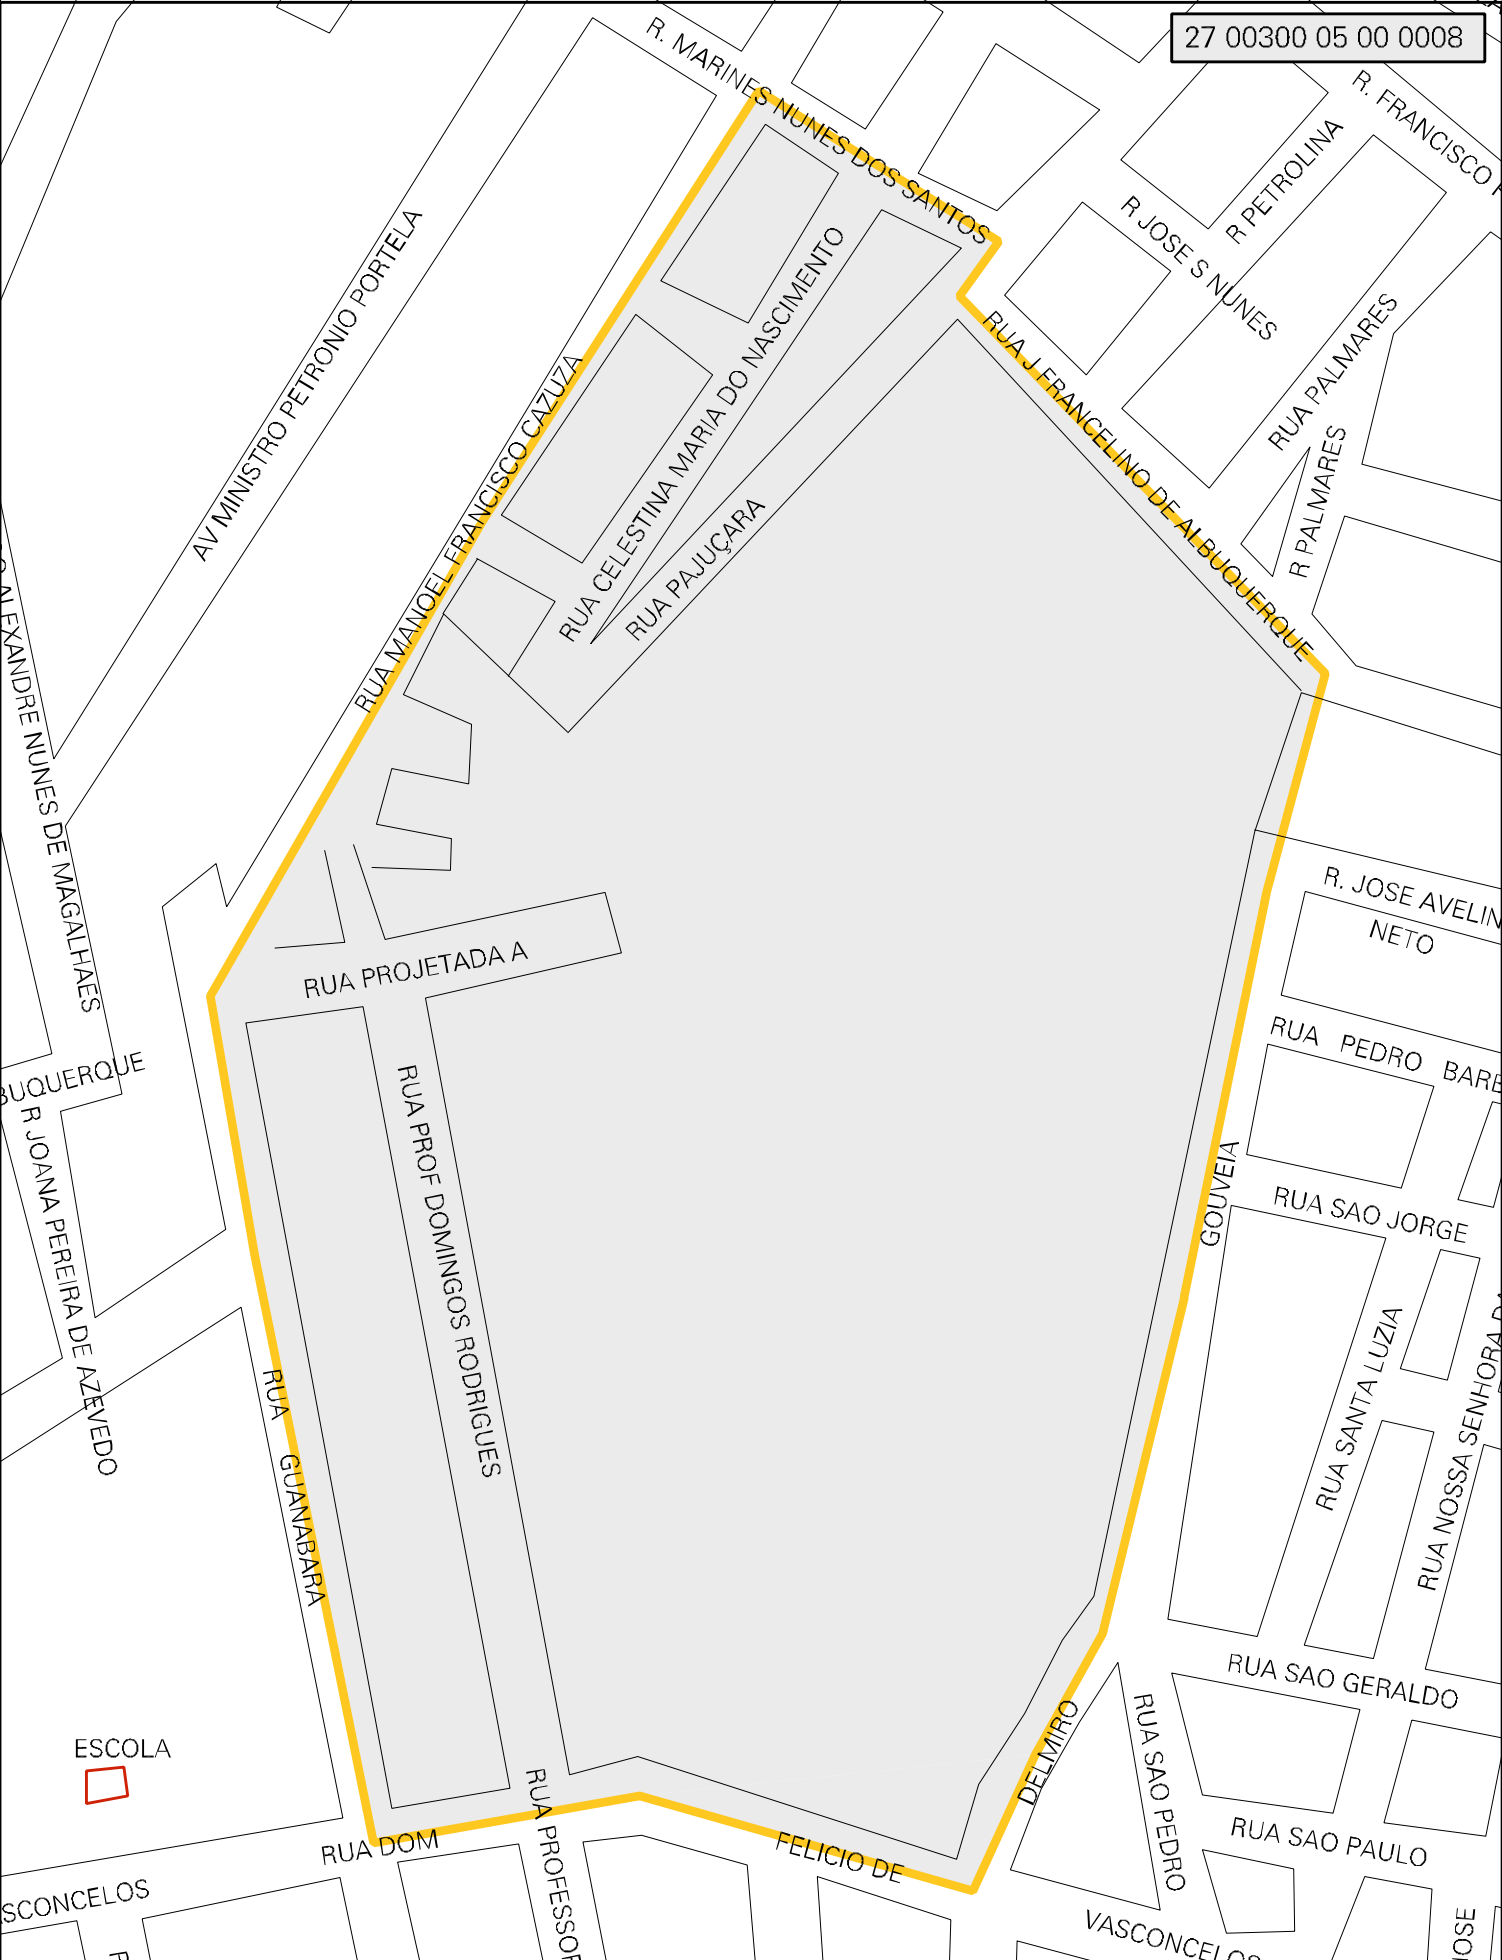 27 00300 05 00 0008
R. MARINES NUNES DOS SANTOS
R. FRANCISCO
R PETROLINA
R JOSE S NUNES
AV MINISTRO PETRONIO PORTELA
RUA CELESTINA MARIA DO NASCIMENTO
RUA J FRANCELINO DE ALBUQUERQUE
RUA PALMARES
RUA MANOEL FRANCISCO CAZUZA
R PALMARES
RUA PAJUÇARA
ALEXANDRE NUNES DE MAGALHAES
R. JOSE AVELIN
NETO
RUA PROJETADA A
RUA PEDRO BARB
BUQUERQUE
RUA PROF DOMINGOS RODRIGUES
R JOANA PEREIRA DE AZEVEDO
GOUVEIA
RUA SAO JORGE
RUA SANTA LUZIA
RUA NOSSA SENHORA
RUA GUANABARA
RUA SAO GERALDO
DELMIRO
RUA SAO PEDRO
ESCOLA
RUA PROFESSOR
RUA DOM
FELICIO DE
RUA SAO PAULO
SCONCELOS
VASCONCELOS
OSE